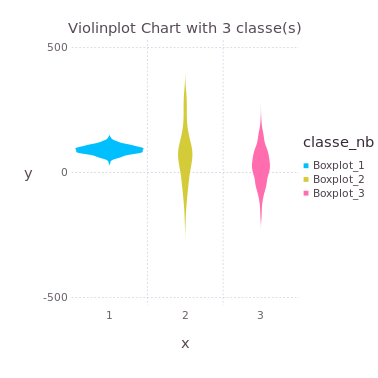 Violinplot Chart with 3 classe(s)
500
0
-500
y
1 2 3
x
classe_nb
Boxplot_1
Boxplot_2
Boxplot_3